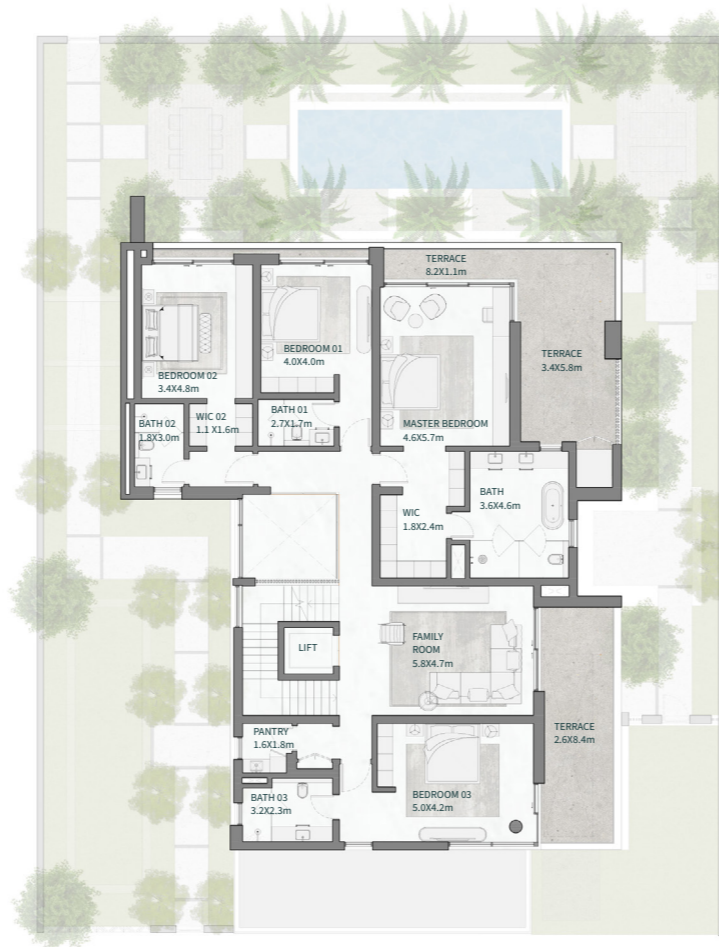 TERRACE
8.2X1.1m
BEDROOM 01
4.0X4.0m
TERRACE
3.4X5.8m
BEDROOM 02
3.4X4.8m
BATH 01
2.7X1.7m
WIC 02
1.1 X1.6m
BATH 02
1.8X3.0m
MASTER BEDROOM
4.6X5.7m
BATH
3.6X4.6m
WIC
1.8X2.4m
LIFT
FAMILY
ROOM
5.8X4.7m
TERRACE
2.6X8.4m
PANTRY
1.6X1.8m
BATH 03
3.2X2.3m
BEDROOM 03
5.0X4.2m